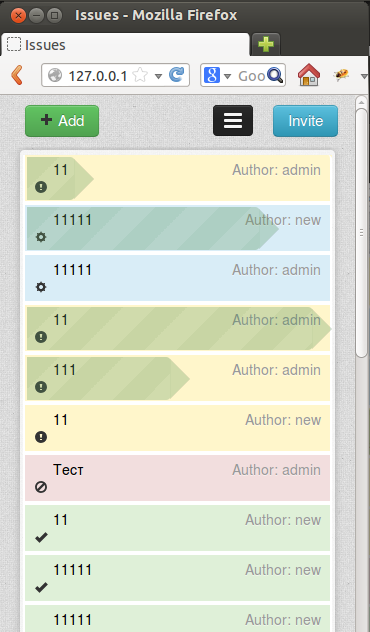 Issues - Mozilla Firefox
Issues
127.0.0.1
Goo
Add
Invite
11 Author: admin
11111 Author: new
11111 Author: admin
11 Author: admin
111 Author: admin
11 Author: new
Тест Author: admin
11 Author: new
11111 Author: new
11111 Author: new